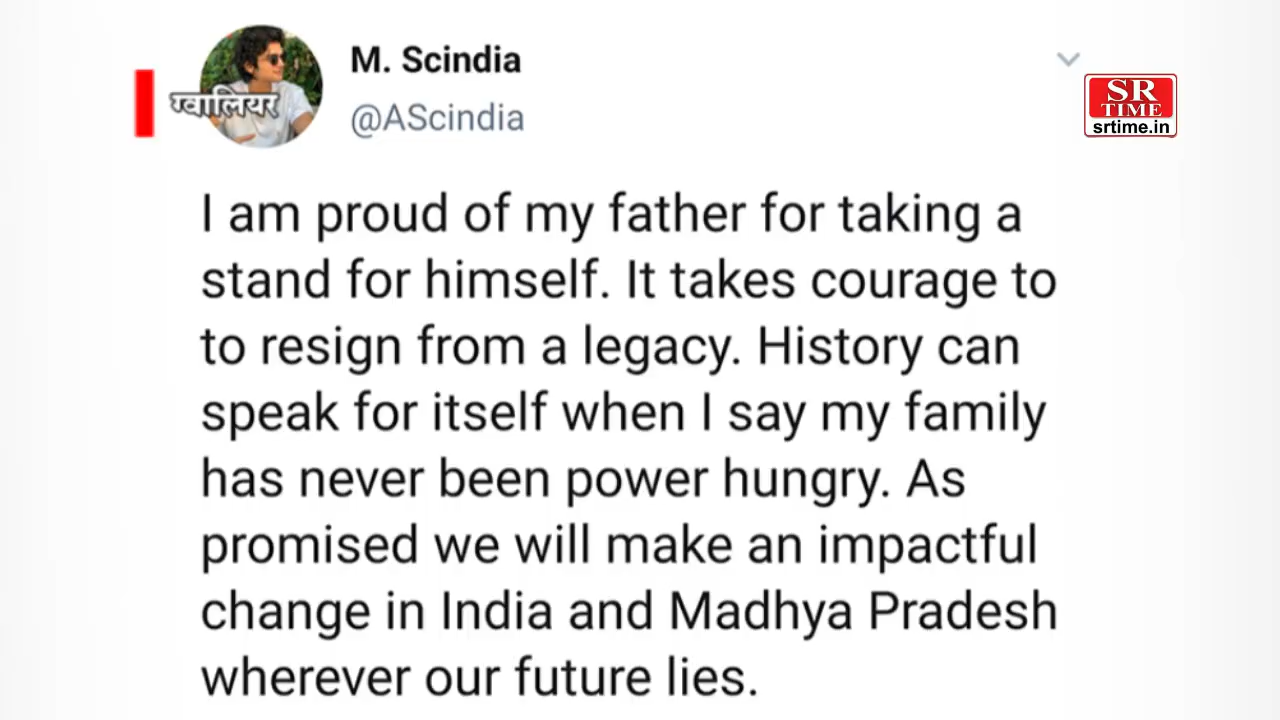 M. Scindia
@AScindia
ग्वालियर
SR
TIME
srtime.in
I am proud of my father for taking a
stand for himself. It takes courage to
to resign from a legacy. History can
speak for itself when I say my family
has never been power hungry. As
promised we will make an impactful
change in India and Madhya Pradesh
wherever our future lies.